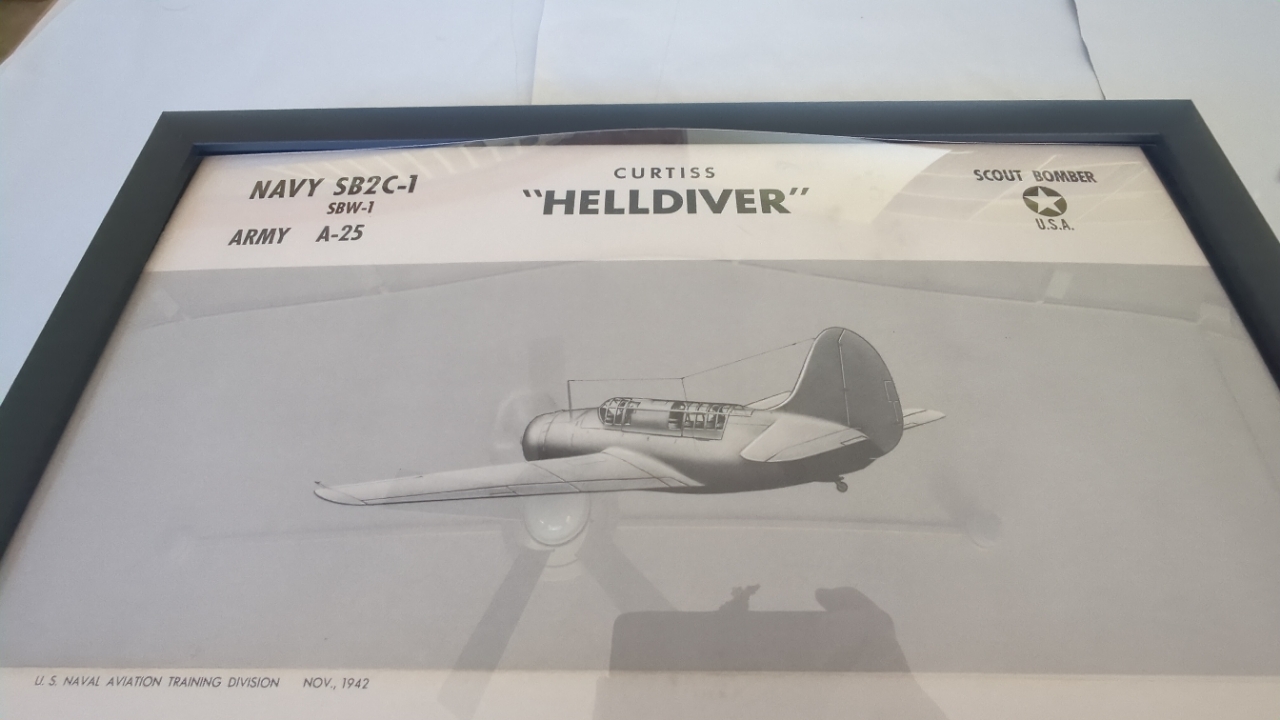 NAVY SB2C-1
SBW-1
ARMY A-25
CURTISS
"HELLDIVER"
SCOUT BOMBER
U.S.A.
U. S. NAVAL AVIATION TRAINING DIVISION NOV., 1942